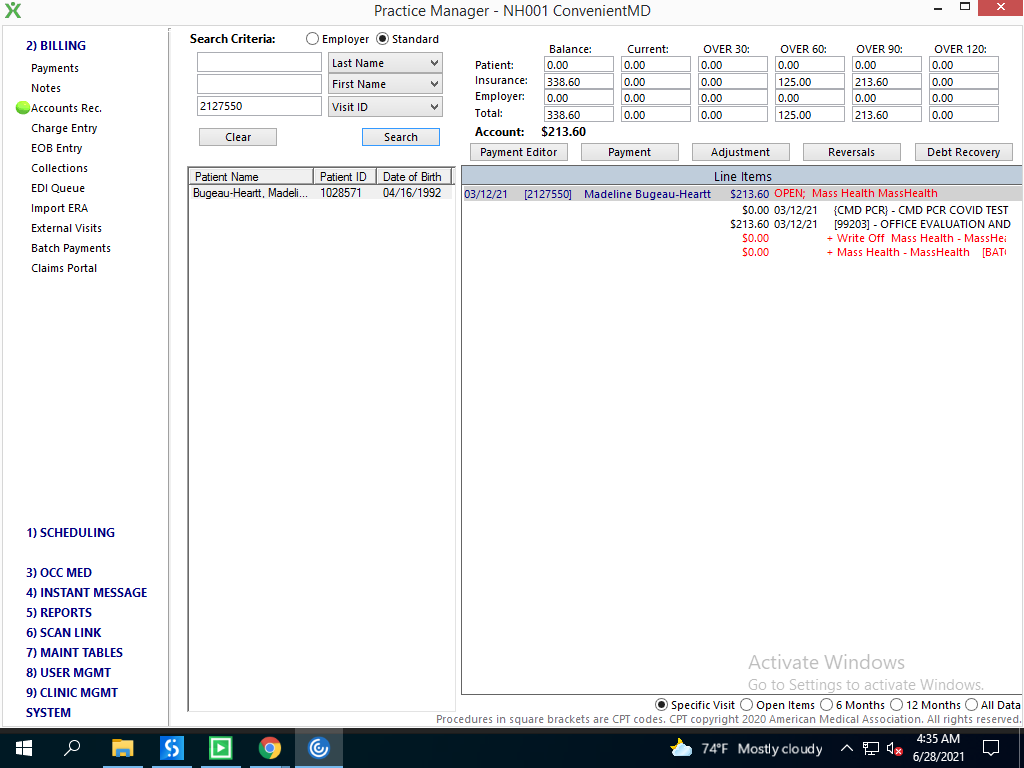 Practice Manager - NH001 ConvenientMD
2) BILLING
Payments
Notes
Accounts Rec.
Charge Entry
EOB Entry
Collections
EDI Queue
Import ERA
External Visits
Batch Payments
Claims Portal
1) SCHEDULING
3) OCC MED
4) INSTANT MESSAGE
5) REPORTS
6) SCAN LINK
7) MAINT TABLES
8) USER MGMT
9) CLINIC MGMT
SYSTEM
Search Criteria: Employer Standard
Last Name
First Name
2127550 Visit ID
Clear Search
Patient Name Patient ID Date of Birth
Bugeau-Heartt, Madeli... 1028571 04/16/1992
Balance: Current: OVER 30: OVER 60: OVER 90: OVER 120:
Patient: 0.00 0.00 0.00 0.00 0.00 0.00
Insurance: 338.60 0.00 0.00 125.00 213.60 0.00
Employer: 0.00 0.00 0.00 0.00 0.00 0.00
Total: 338.60 0.00 0.00 125.00 213.60 0.00
Account: $213.60
Payment Editor Payment Adjustment Reversals Debt Recovery
Line Items
03/12/21 [2127550] Madeline Bugeau-Heartt $213.60 OPEN; Mass Health MassHealth
$0.00 03/12/21 {CMD PCR} - CMD PCR COVID TEST
$213.60 03/12/21 [99203] - OFFICE EVALUATION AND
$0.00 + Write Off Mass Health - MassHea
$0.00 + Mass Health - MassHealth [BAT
Activate Windows
Go to Settings to activate Windows.
Specific Visit Open Items 6 Months 12 Months All Data
Procedures in square brackets are CPT codes. CPT copyright 2020 American Medical Association. All rights reserved.
74°F Mostly cloudy
4:35 AM
6/28/2021